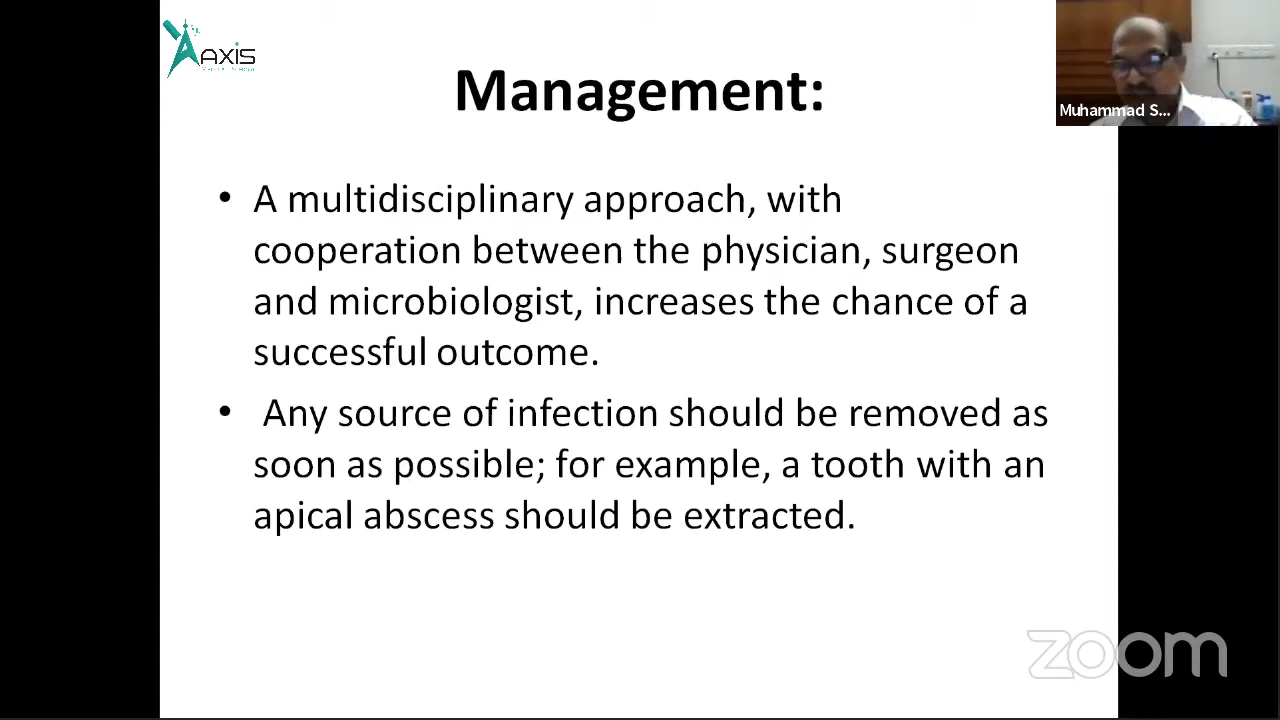 AXIS
Management:
Muhammad S...
• A multidisciplinary approach, with
cooperation between the physician, surgeon
and microbiologist, increases the chance of a
successful outcome.
• Any source of infection should be removed as
soon as possible; for example, a tooth with an
apical abscess should be extracted.
zoom